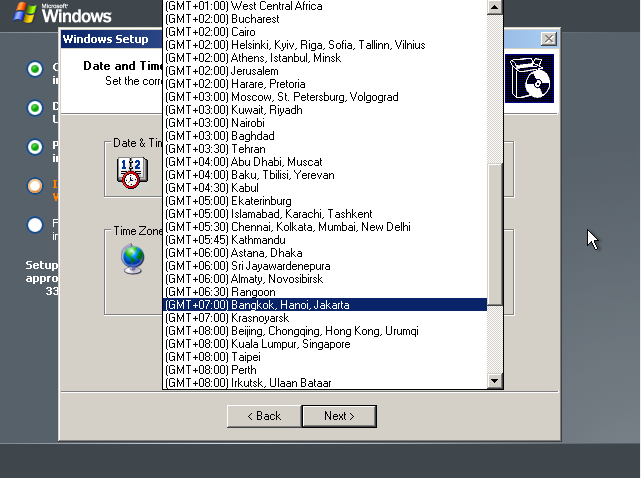 Microsoft
Windows
Windows Setup
Date and Time
Set the corr
Date & Tim
1 2
Time Zone
Setup
appro
33
(GMT+01:00) West Central Africa
(GMT+02:00) Bucharest
(GMT+02:00) Cairo
(GMT+02:00) Helsinki, Kyiv, Riga, Sofia, Tallinn, Vilnius
(GMT+02:00) Athens, Istanbul, Minsk
(GMT+02:00) Jerusalem
(GMT+02:00) Harare, Pretoria
(GMT+03:00) Moscow, St. Petersburg, Volgograd
(GMT+03:00) Kuwait, Riyadh
(GMT+03:00) Nairobi
(GMT+03:00) Baghdad
(GMT+03:30) Tehran
(GMT+04:00) Abu Dhabi, Muscat
(GMT+04:00) Baku, Tbilisi, Yerevan
(GMT+04:30) Kabul
(GMT+05:00) Ekaterinburg
(GMT+05:00) Islamabad, Karachi, Tashkent
(GMT+05:30) Chennai, Kolkata, Mumbai, New Delhi
(GMT+05:45) Kathmandu
(GMT+06:00) Astana, Dhaka
(GMT+06:00) Sri Jayawardenepura
(GMT+06:00) Almaty, Novosibirsk
(GMT+06:30) Rangoon
(GMT+07:00) Bangkok, Hanoi, Jakarta
(GMT+07:00) Krasnoyarsk
(GMT+08:00) Beijing, Chongqing, Hong Kong, Urumqi
(GMT+08:00) Kuala Lumpur, Singapore
(GMT+08:00) Taipei
(GMT+08:00) Perth
(GMT+08:00) Irkutsk, Ulaan Bataar
< Back
Next >